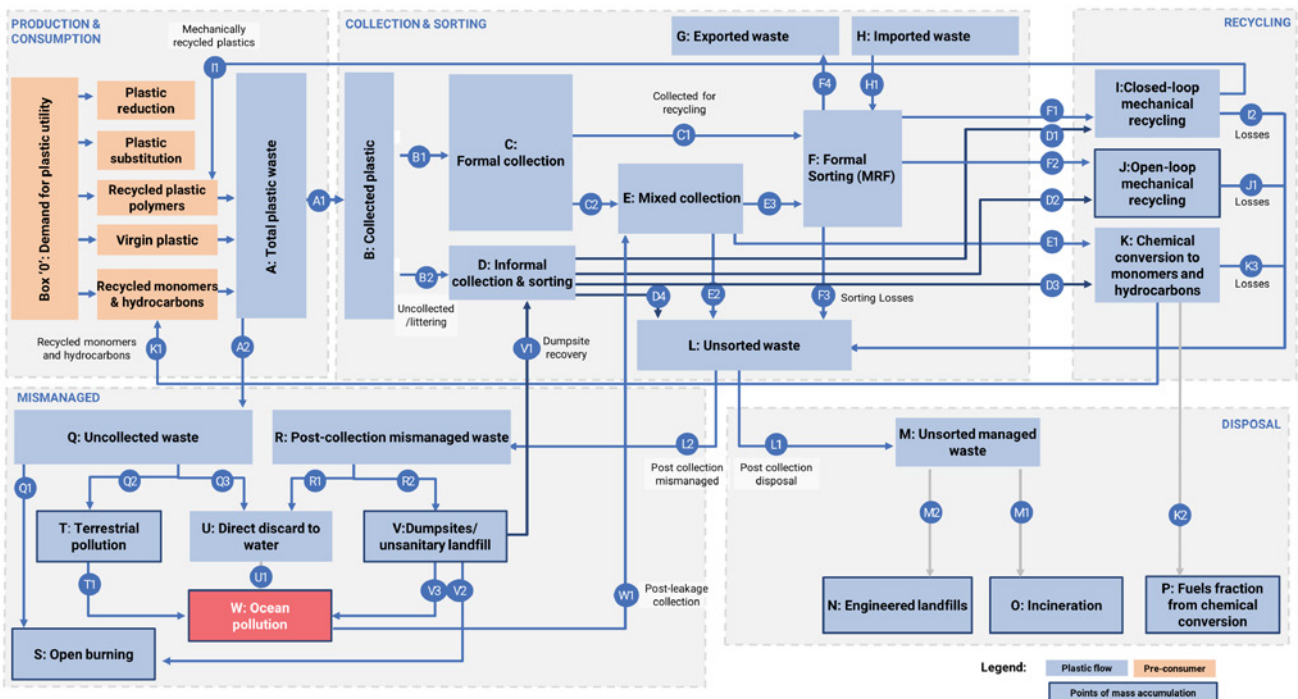 PRODUCTION &
CONSUMPTION
Mechanically
recycled plastics
I1
Box '0': Demand for plastic utility
Plastic
reduction
Plastic
substitution
Recycled plastic
polymers
Virgin plastic
Recycled monomers
& hydrocarbons
A: Total plastic waste
A1
Recycled monomers
and hydrocarbons
K1
A2
COLLECTION & SORTING
B: Collected plastic
B1
B2
Uncollected
/littering
C:
Formal collection
D: Informal
collection & sorting
Collected for
recycling
C1
C2
E: Mixed collection
E3
G: Exported waste
H: Imported waste
F4
H1
F: Formal
Sorting (MRF)
D4
E2
F3
Sorting Losses
L: Unsorted waste
V1
Dumpsite
recovery
RECYCLING
F1
D1
F2
D2
E1
D3
I:Closed-loop
mechanical
recycling
I2
Losses
J:Open-loop
mechanical
recycling
J1
Losses
K: Chemical
conversion to
monomers and
hydrocarbons
K3
Losses
MISMANAGED
Q: Uncollected waste
R: Post-collection mismanaged waste
Q1
Q2
Q3
R1
R2
T: Terrestrial
pollution
U: Direct discard to
water
V:Dumpsites/
unsanitary landfill
T1
U1
V3
V2
W: Ocean
pollution
S: Open burning
Post-leakage
collection
W1
L2
Post collection
mismanaged
L1
Post collection
disposal
DISPOSAL
M: Unsorted managed
waste
M2
M1
K2
N: Engineered landfills
O: Incineration
P: Fuels fraction
from chemical
conversion
Legend:
Plastic flow
Pre-consumer
Points of mass accumulation